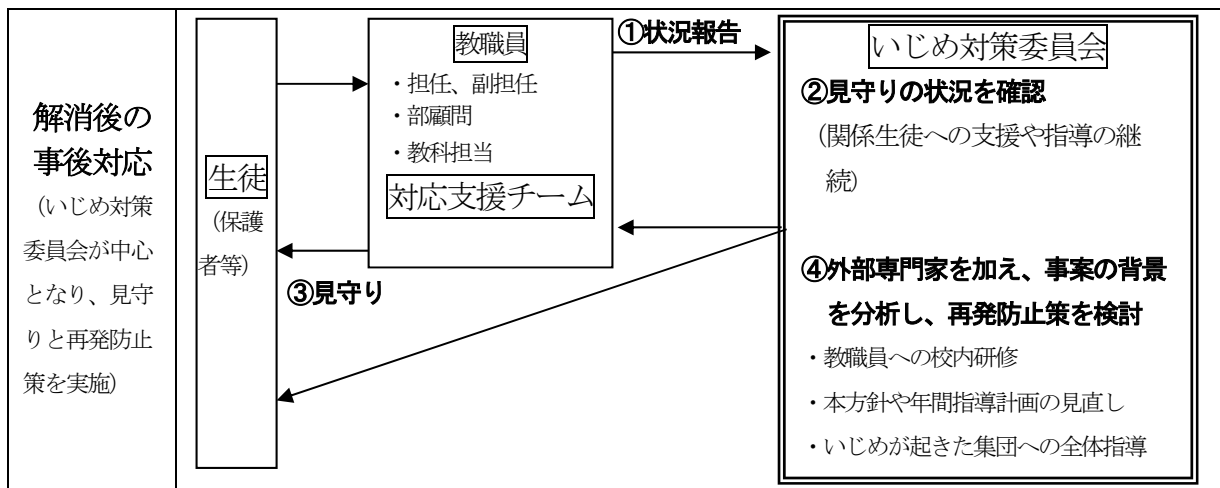 解消後の
事後対応
（いじめ対策
委員会が中心
となり、見守
りと再発防止
策を実施）
生徒
（保護
者等）
教職員
・担任、副担任
・部顧問
・教科担当
対応支援チーム
①状況報告
③見守り
いじめ対策委員会
②見守りの状況を確認
（関係生徒への支援や指導の継
続）
④外部専門家を加え、事案の背景
を分析し、再発防止策を検討
・教職員への校内研修
・本方針や年間指導計画の見直し
・いじめが起きた集団への全体指導